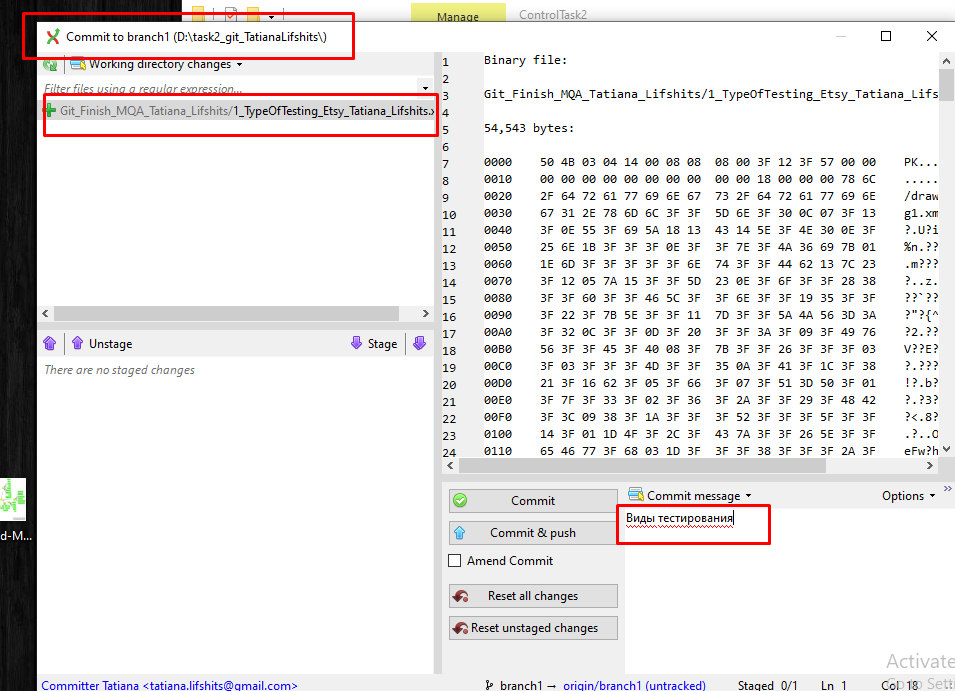 Manage
ControlTask2
Commit to branch1 (D:\task2_git_TatianaLifshits\)
Working directory changes
Filter files using a regular expression...
Git_Finish_MQA_Tatiana_Lifshits/1_TypeOfTesting_Etsy_Tatiana_Lifshits.x
1 Binary file:
2
3 Git_Finish_MQA_Tatiana_Lifshits/1_TypeOfTesting_Etsy_Tatiana_Lifs
4
5 54,543 bytes:
6
7 0000 50 4B 03 04 14 00 08 08 08 00 3F 12 3F 57 00 00 PK...
8 0010 00 00 00 00 00 00 00 00 00 00 18 00 00 00 78 6C .....
9 0020 2F 64 72 61 77 69 6E 67 73 2F 64 72 61 77 69 6E /draw
10 0030 67 31 2E 78 6D 6C 3F 3F 5D 6E 3F 30 0C 07 3F 13 g1.xm
11 0040 3F 0E 55 3F 69 5A 18 13 43 14 5E 3F 4E 30 0E 3F ?.U?i
12 0050 25 6E 1B 3F 3F 3F 0E 3F 3F 7E 3F 4A 36 69 7B 01 %n.??
13 0060 1E 6D 3F 3F 3F 3F 3F 6E 74 3F 3F 44 62 13 7C 23 .m???
14 0070 3F 12 05 7A 15 3F 3F 5D 23 0E 3F 6F 3F 3F 28 38 ?..z.
15 0080 3F 3F 60 3F 3F 46 5C 3F 3F 6E 3F 3F 19 35 3F 3F ??`??
16 0090 3F 22 3F 7B 5E 3F 3F 11 7D 3F 3F 5A 4A 56 3D 3A ?"?{^
17 00A0 3F 32 0C 3F 3F 0D 3F 20 3F 3F 3A 3F 09 3F 49 76 ?2.??
18 00B0 56 3F 3F 45 3F 40 08 3F 7B 3F 3F 26 3F 3F 3F 03 V??E?
19 00C0 3F 03 3F 3F 3F 4D 3F 3F 35 0A 3F 41 3F 1C 3F 38 ?.???
20 00D0 21 3F 16 62 3F 05 3F 66 3F 07 3F 51 3D 50 3F 01 !?.b?
21 00E0 3F 7F 3F 33 3F 02 3F 36 3F 2A 3F 3F 29 3F 48 42 ?.?3?
22 00F0 3F 3C 09 38 3F 1A 3F 3F 3F 52 3F 3F 3F 5F 3F 3F ?<.8?
23 0100 14 3F 01 1D 4F 3F 2C 3F 43 7A 3F 3F 26 5E 3F 3F .?..O
24 0110 65 46 77 3F 68 03 1D 3F 3F 3F 38 3F 3F 3F 2A 3F eFw?h
Unstage
Stage
There are no staged changes
Commit
Commit message
Options
Виды тестирования
Commit & push
d-M...
Amend Commit
Reset all changes
Reset unstaged changes
Activate
Go to Setti
Committer Tatiana <tatiana.lifshits@gmail.com>
branch1 → origin/branch1 (untracked)
Staged 0/1
Ln 1
Col 18